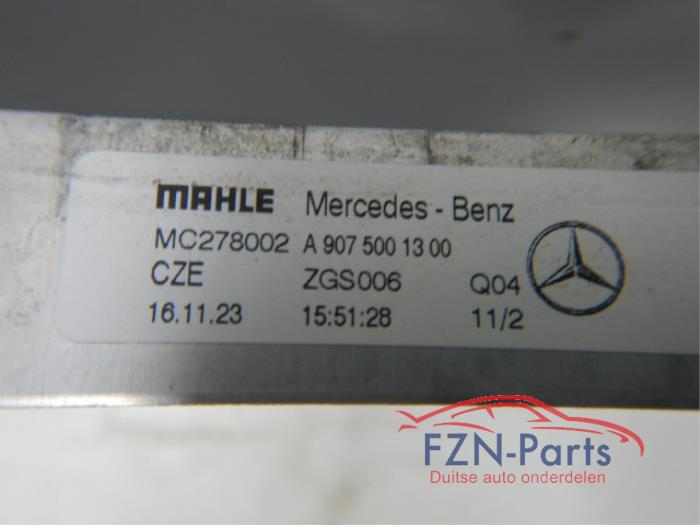 MAHLE Mercedes - Benz
MC278002 A 907 500 13 00
CZE ZGS006 Q04
16.11.23 15:51:28 11/2
FZN-Parts
Duitse auto onderdelen